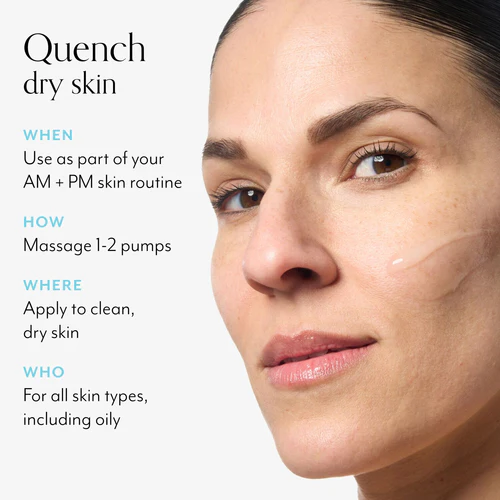 Quench
dry skin
WHEN
Use as part of your
AM + PM skin routine
HOW
Massage 1-2 pumps
WHERE
Apply to clean,
dry skin
WHO
For all skin types,
including oily